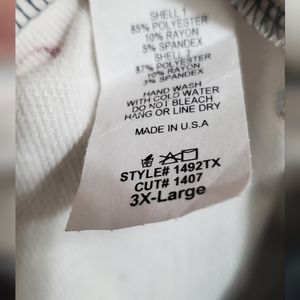 SHELL 1
85% POLYESTER
10% RAYON
5% SPANDEX
SHELL 2
87% POLYESTER
10% RAYON
3% SPANDEX
HAND WASH
WITH COLD WATER
DO NOT BLEACH.
HANG OR LINE DRY
MADE IN U.S.A
STYLE# 1492TX
CUT# 1407
3X-Large